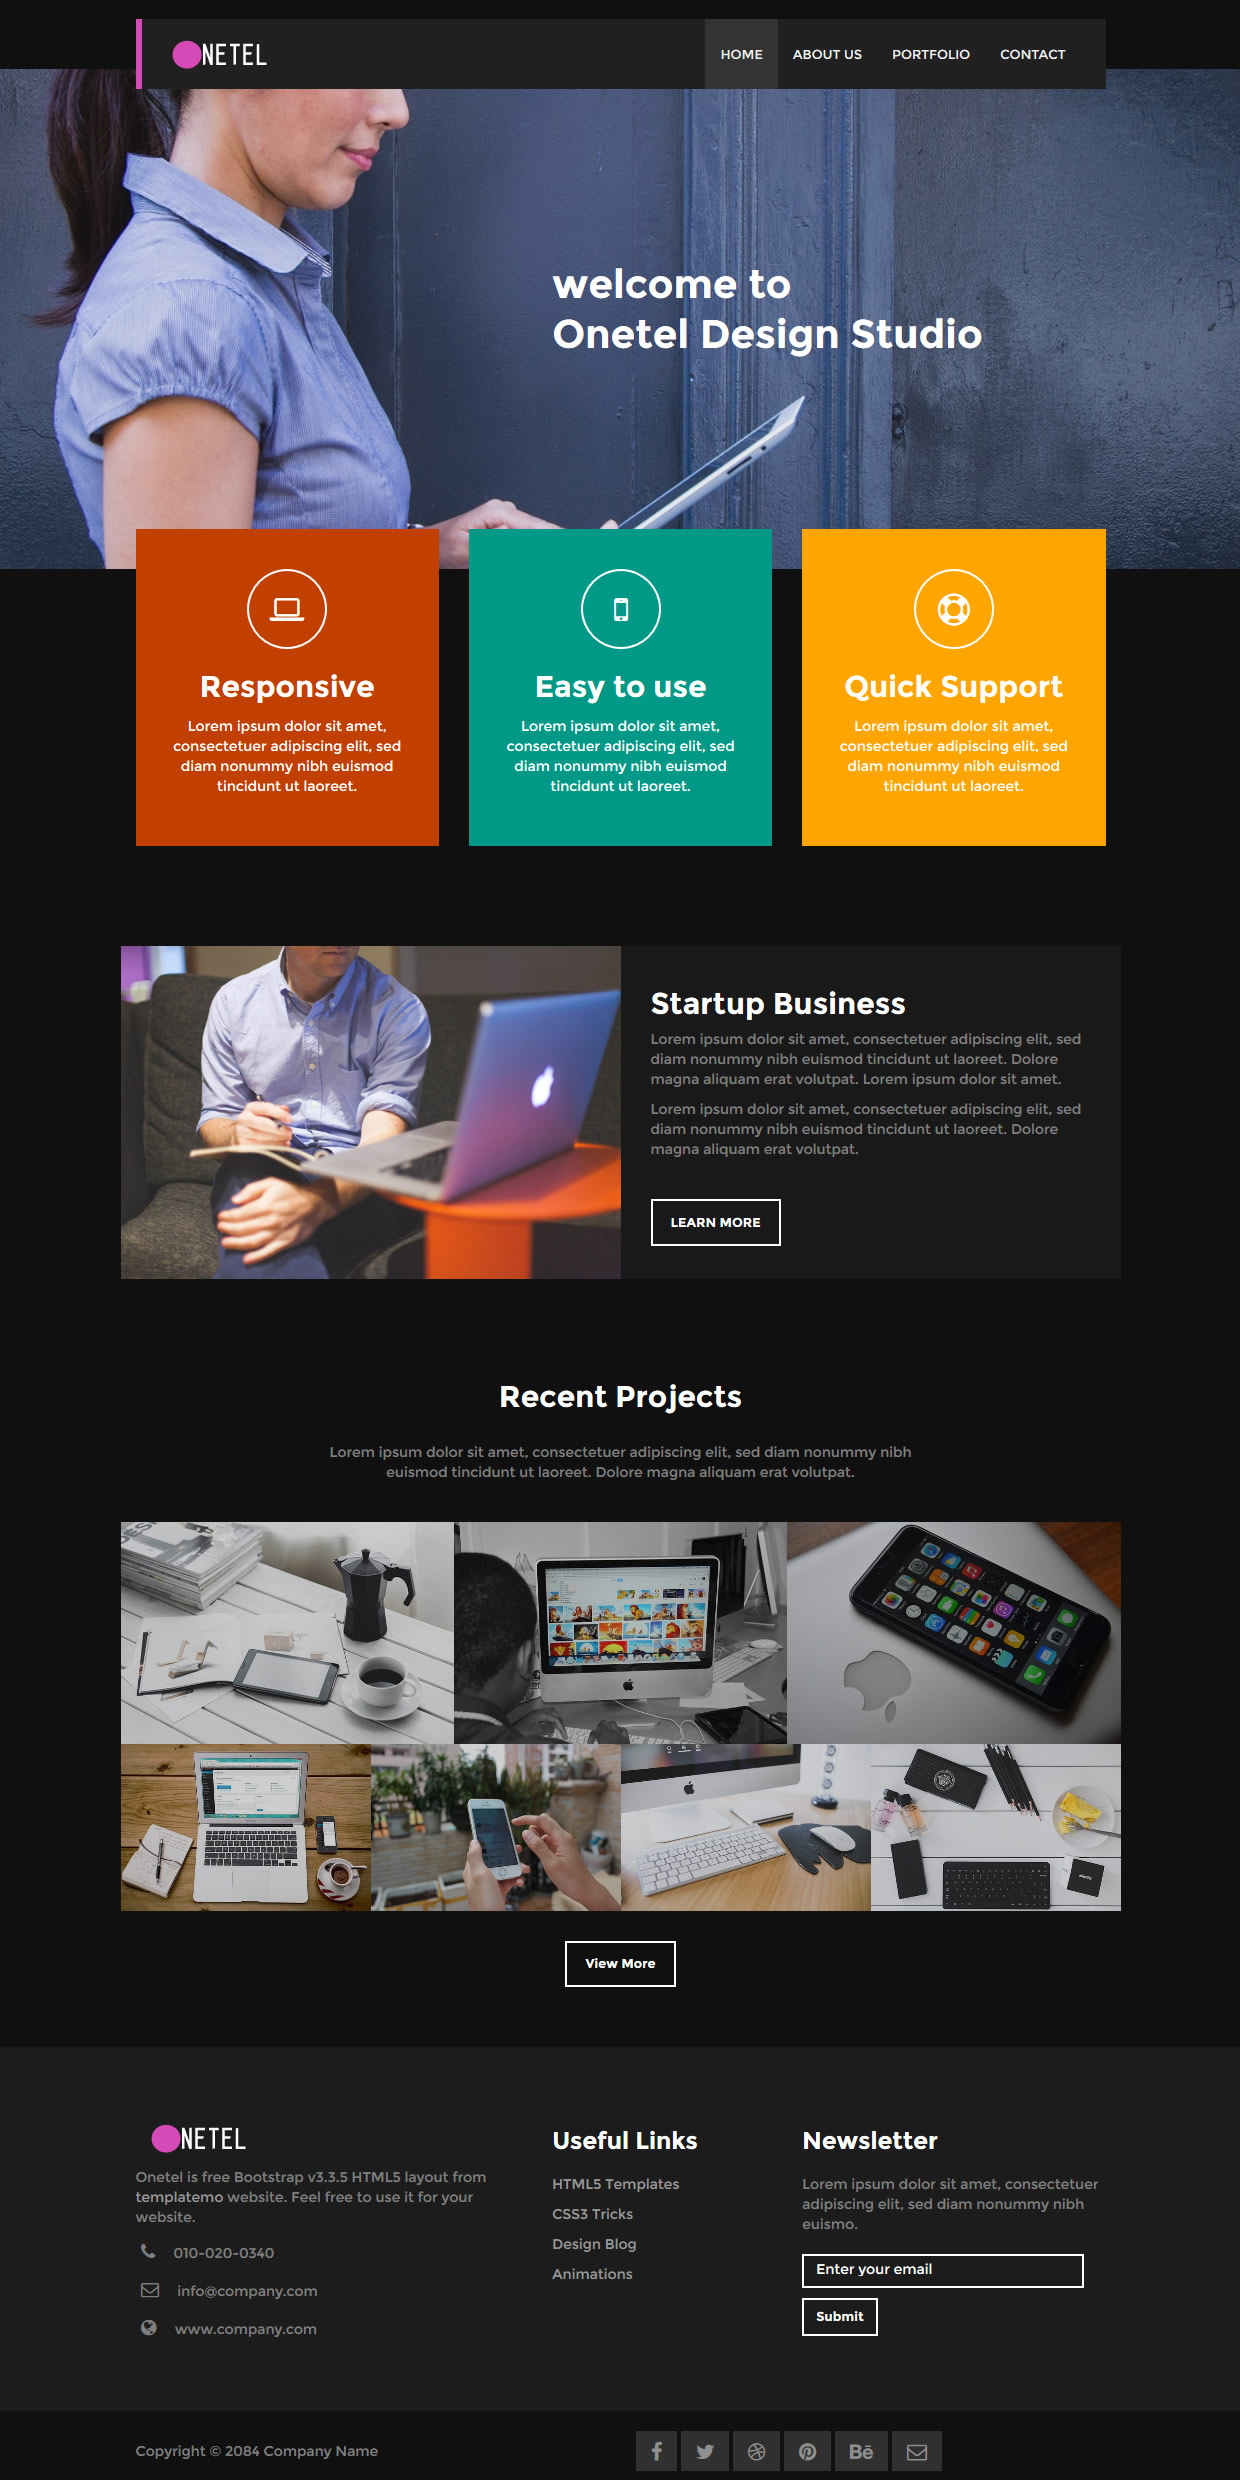 NETEL
HOME ABOUT US PORTFOLIO CONTACT
welcome to
Onetel Design Studio
Responsive
Lorem ipsum dolor sit amet,
consectetuer adipiscing elit, sed
diam nonummy nibh euismod
tincidunt ut laoreet.
Easy to use
Lorem ipsum dolor sit amet,
consectetuer adipiscing elit, sed
diam nonummy nibh euismod
tincidunt ut laoreet.
Quick Support
Lorem ipsum dolor sit amet,
consectetuer adipiscing elit, sed
diam nonummy nibh euismod
tincidunt ut laoreet.
Startup Business
Lorem ipsum dolor sit amet, consectetuer adipiscing elit, sed
diam nonummy nibh euismod tincidunt ut laoreet. Dolore
magna aliquam erat volutpat. Lorem ipsum dolor sit amet.
Lorem ipsum dolor sit amet, consectetuer adipiscing elit, sed
diam nonummy nibh euismod tincidunt ut laoreet. Dolore
magna aliquam erat volutpat.
LEARN MORE
Recent Projects
Lorem ipsum dolor sit amet, consectetuer adipiscing elit, sed diam nonummy nibh
euismod tincidunt ut laoreet. Dolore magna aliquam erat volutpat.
View More
NETEL
Onetel is free Bootstrap v3.3.5 HTML5 layout from
templatemo website. Feel free to use it for your
website.
010-020-0340
info@company.com
www.company.com
Useful Links
HTML5 Templates
CSS3 Tricks
Design Blog
Animations
Newsletter
Lorem ipsum dolor sit amet, consectetuer
adipiscing elit, sed diam nonummy nibh
euismo.
Enter your email
Submit
Copyright © 2084 Company Name
Bē